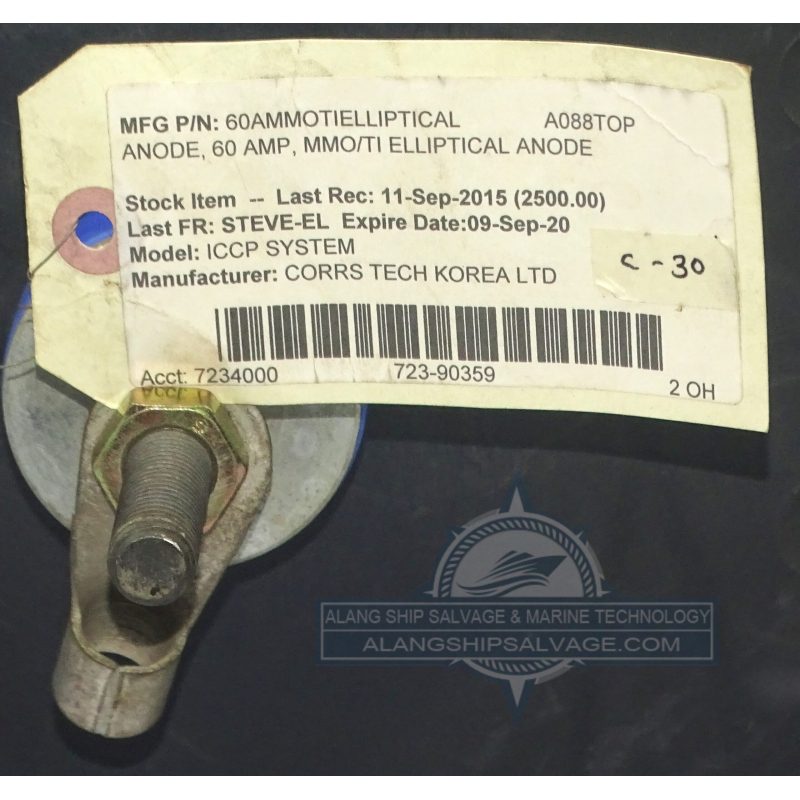 MFG P/N: 60AMMOTIELLIPTICAL A088TOP
ANODE, 60 AMP, MMO/TI ELLIPTICAL ANODE
Stock Item -- Last Rec: 11-Sep-2015 (2500.00)
Last FR: STEVE-EL Expire Date:09-Sep-20
Model: ICCP SYSTEM
Manufacturer: CORRS TECH KOREA LTD
C-30
Acct: 7234000 723-90359 2 OH
ALANG SHIP SALVAGE & MARINE TECHNOLOGY
ALANGSHIPSALVAGE.COM